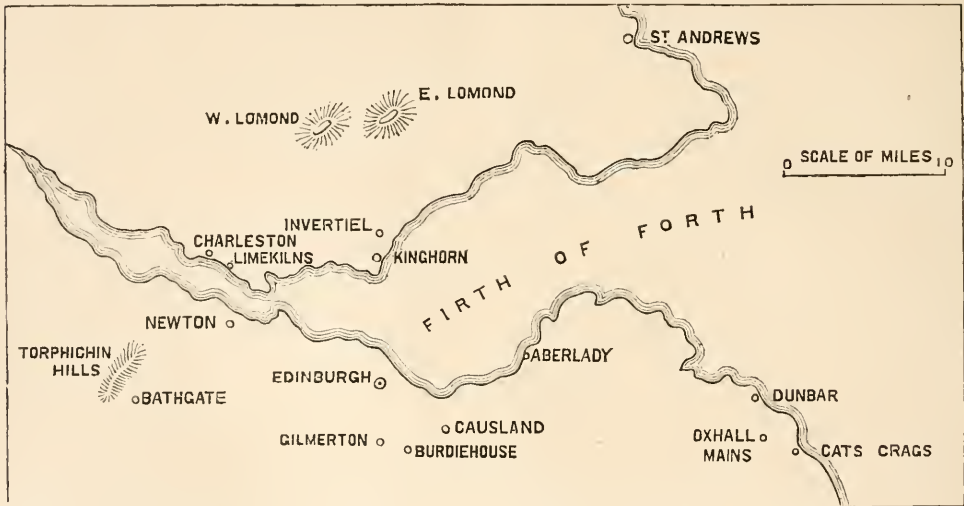 ST. ANDREWS
E. LOMOND
W. LOMOND
0 SCALE OF MILES 10
FIRTH OF FORTH
INVERTIEL
CHARLESTON
LIMEKILNS
KINGHORN
NEWTON
TORPHICHIN
HILLS
ABERLADY
EDINBURGH
BATHGATE
DUNBAR
CAUSLAND
GILMERTON
BURDIEHOUSE
OXHALL
MAINS
CATS CRAGS